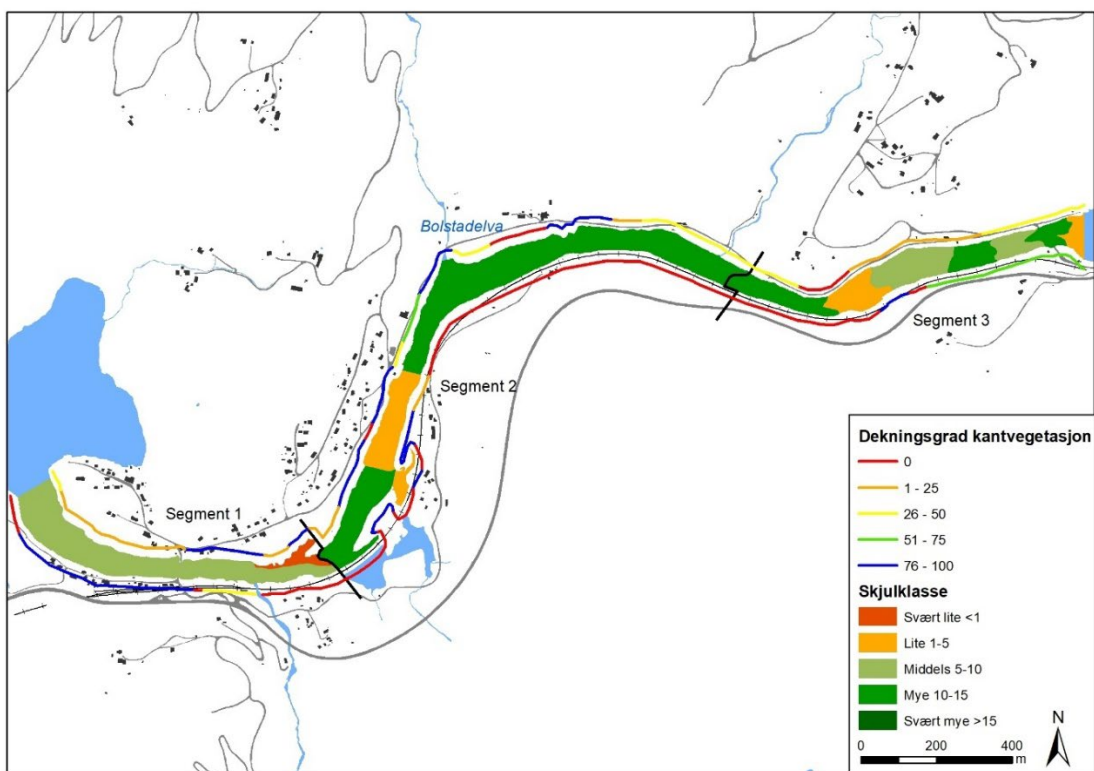 Bolstadelva
Segment 1
Segment 2
Segment 3
Dekningsgrad kantvegetasjon
0
1 - 25
26 - 50
51 - 75
76 - 100
Skjulklasse
Svært lite <1
Lite 1-5
Middels 5-10
Mye 10-15
Svært mye >15
N
0 200 400
m